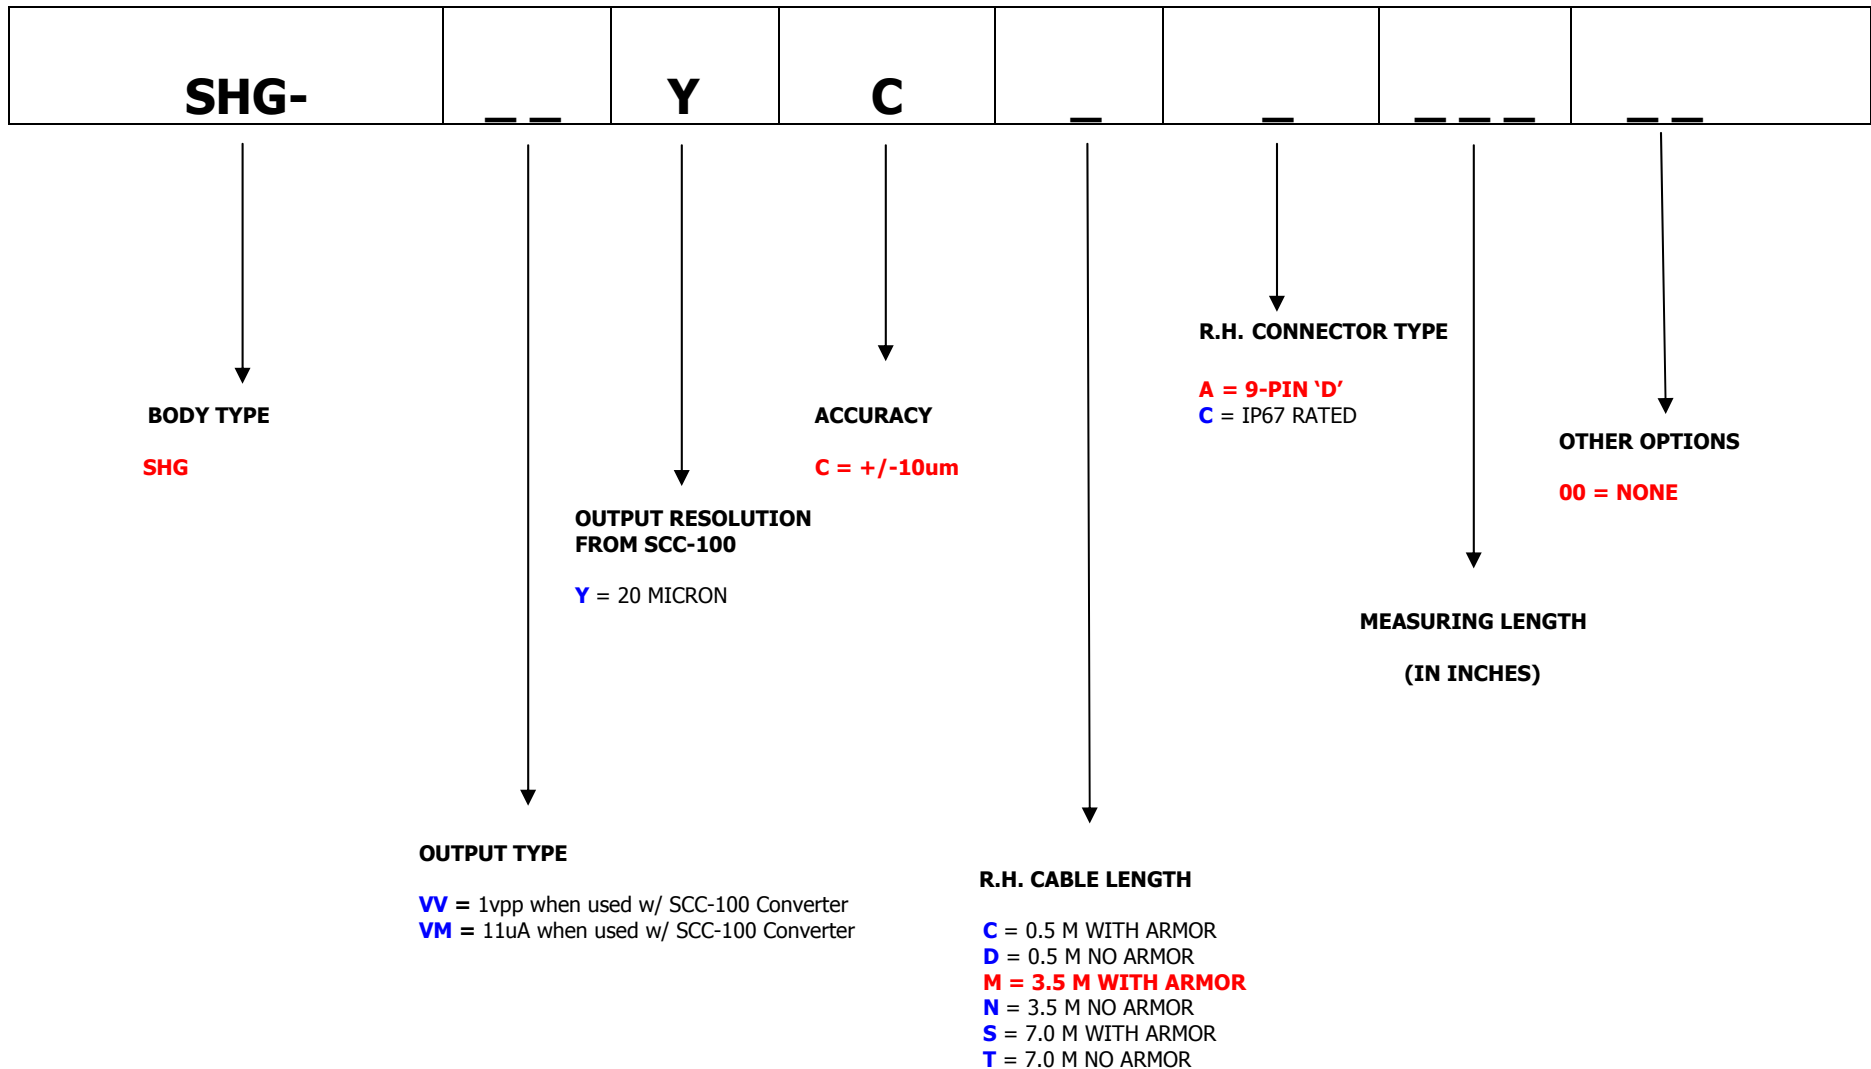 SHG- _ _ Y C _ _ _ _ _ _ _
BODY TYPE
SHG
OUTPUT TYPE
VV = 1vpp when used w/ SCC-100 Converter
VM = 11uA when used w/ SCC-100 Converter
OUTPUT RESOLUTION
FROM SCC-100
Y = 20 MICRON
ACCURACY
C = +/-10um
R.H. CABLE LENGTH
C = 0.5 M WITH ARMOR
D = 0.5 M NO ARMOR
M = 3.5 M WITH ARMOR
N = 3.5 M NO ARMOR
S = 7.0 M WITH ARMOR
T = 7.0 M NO ARMOR
R.H. CONNECTOR TYPE
A = 9-PIN ‘D’
C = IP67 RATED
MEASURING LENGTH
(IN INCHES)
OTHER OPTIONS
00 = NONE